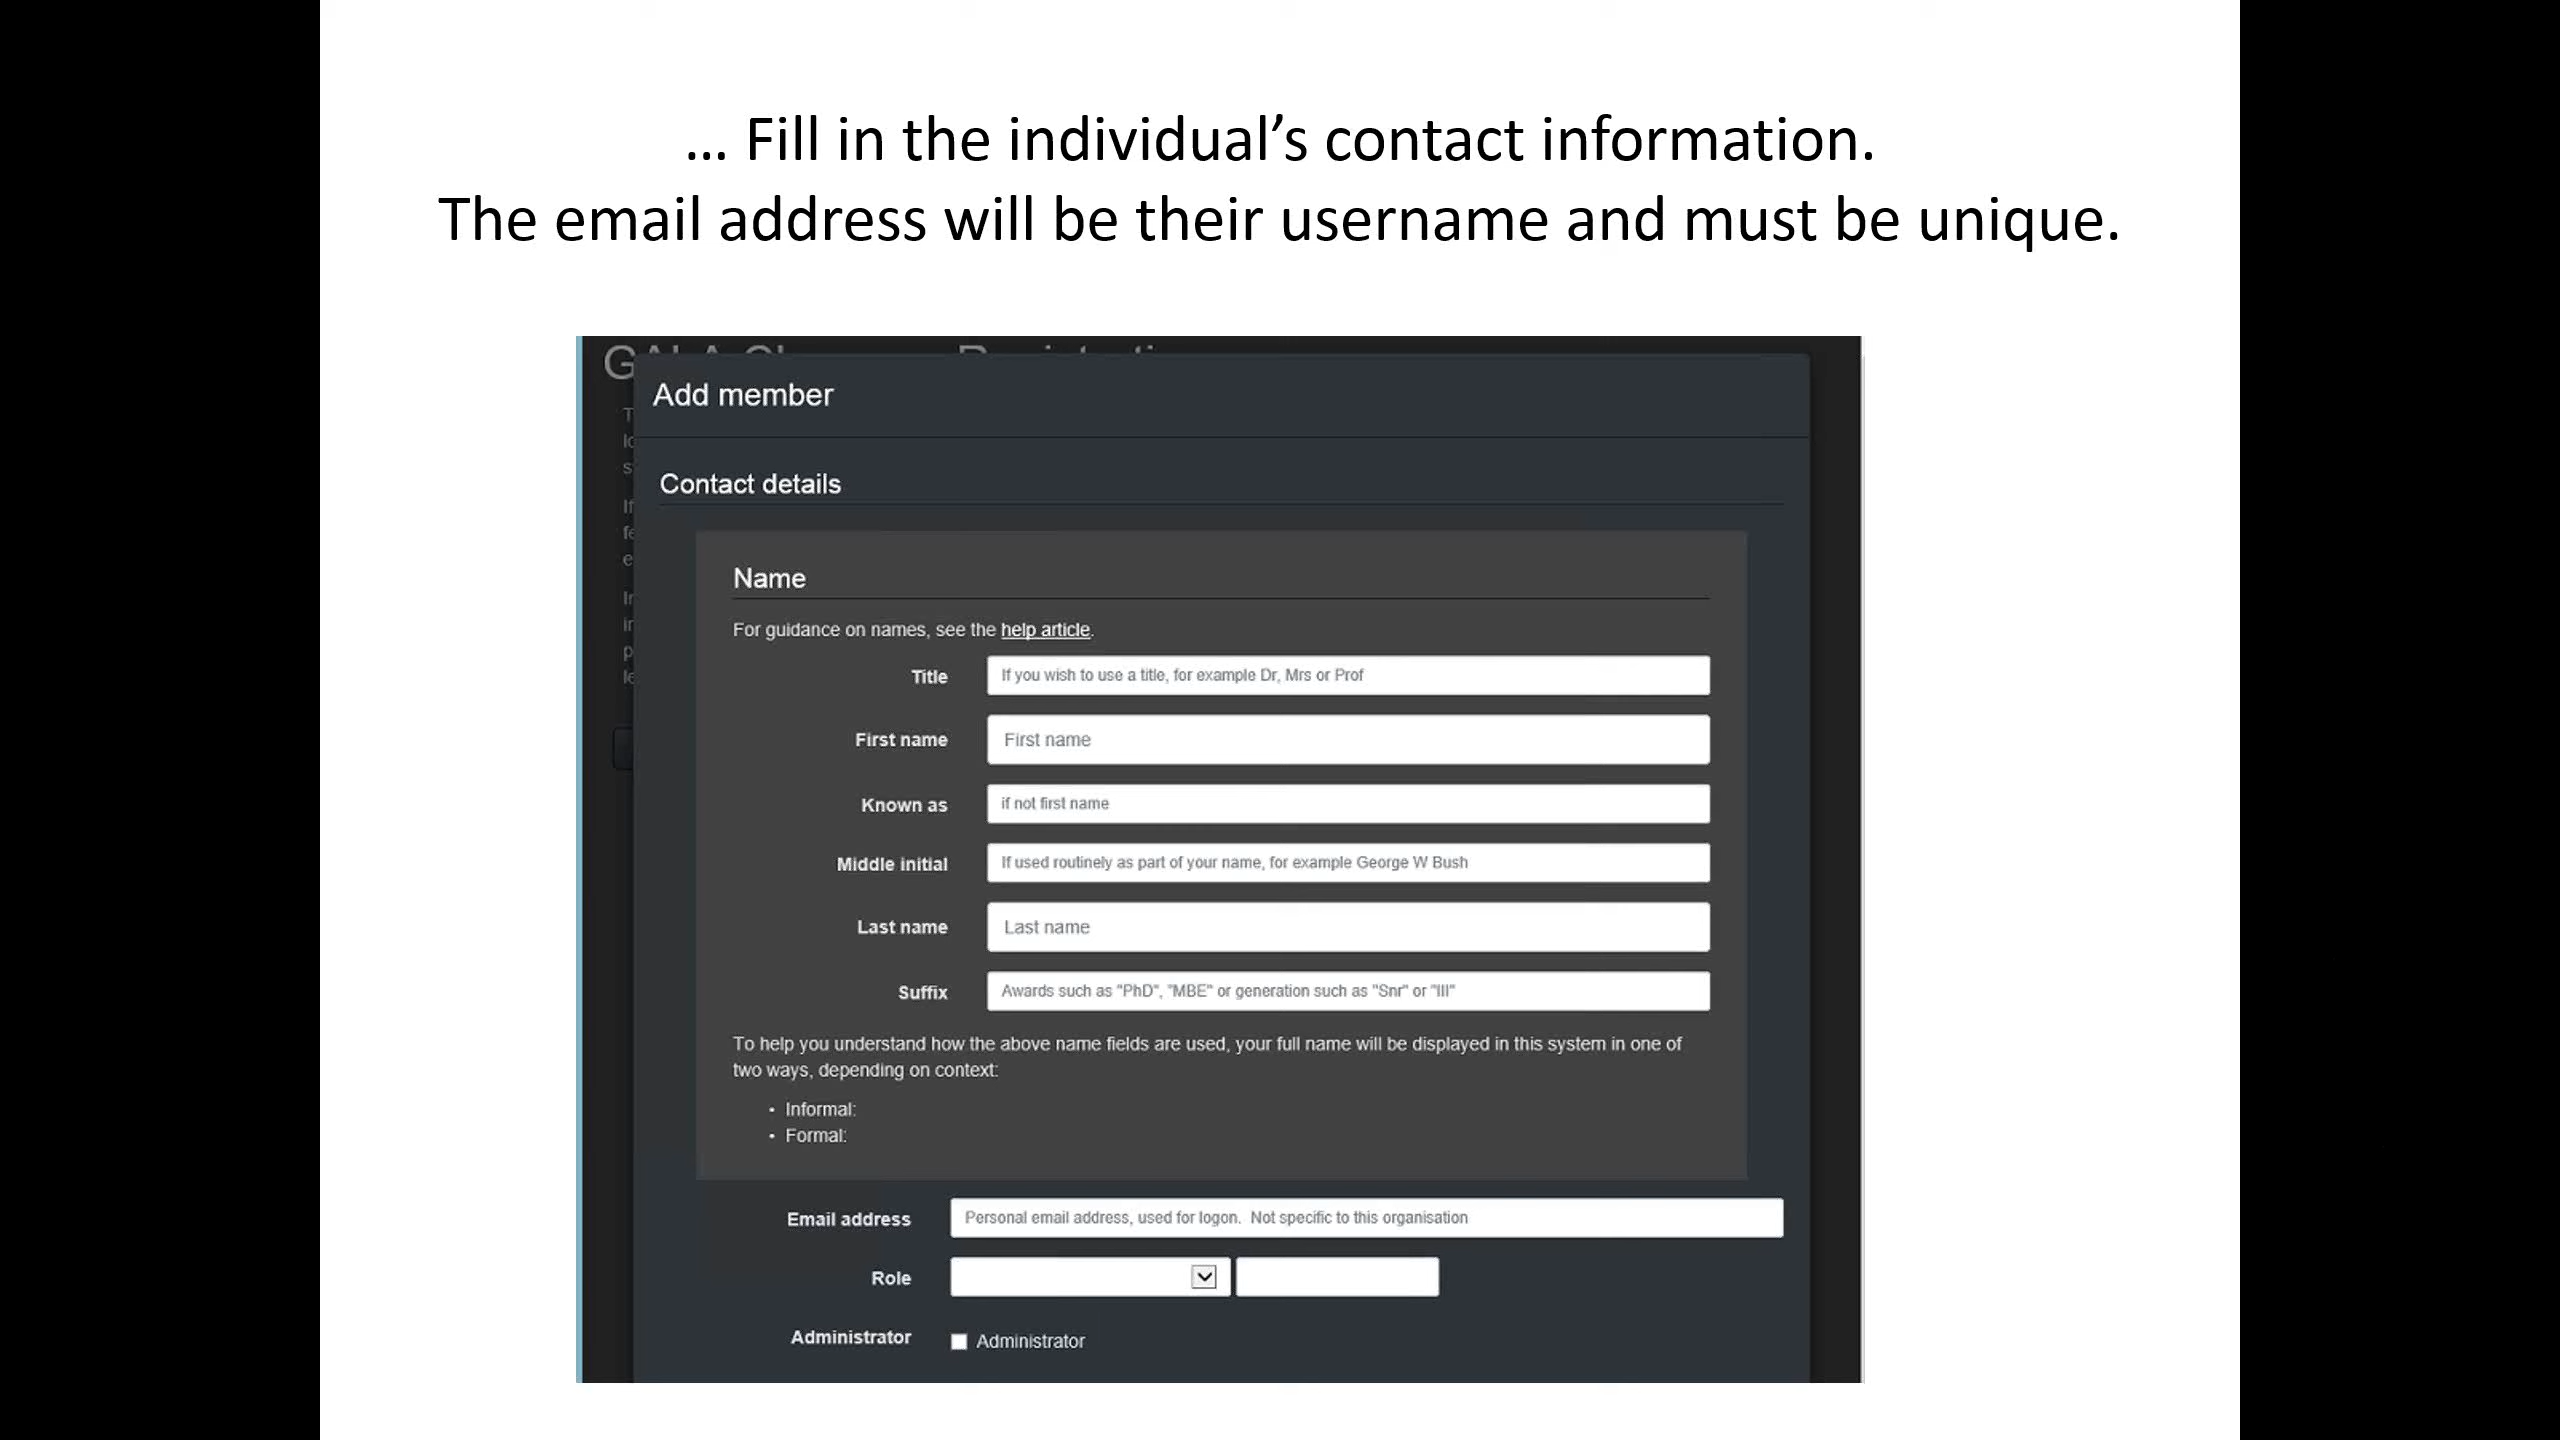 ... Fill in the individual’s contact information.
The email address will be their username and must be unique.
Add member
Contact details
Name
For guidance on names, see the help article.
Title If you wish to use a title, for example Dr, Mrs or Prof
First name First name
Known as if not first name
Middle initial If used routinely as part of your name, for example George W Bush
Last name Last name
Suffix Awards such as "PhD", "MBE" or generation such as "Snr" or "III"
To help you understand how the above name fields are used, your full name will be displayed in this system in one of
two ways, depending on context:
• Informal:
• Formal:
Email address Personal email address, used for logon. Not specific to this organisation
Role
Administrator Administrator